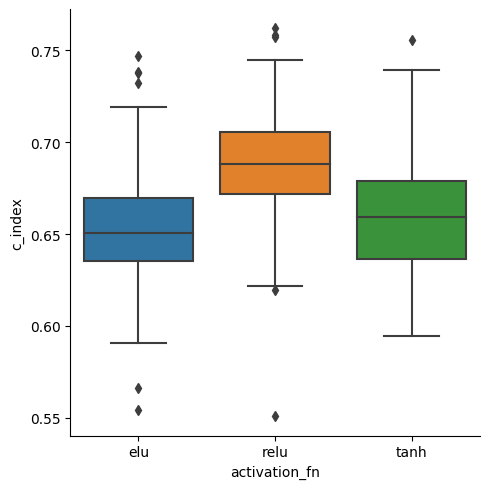 c_index
0.75
0.70
0.65
0.60
0.55
elu relu tanh
activation_fn